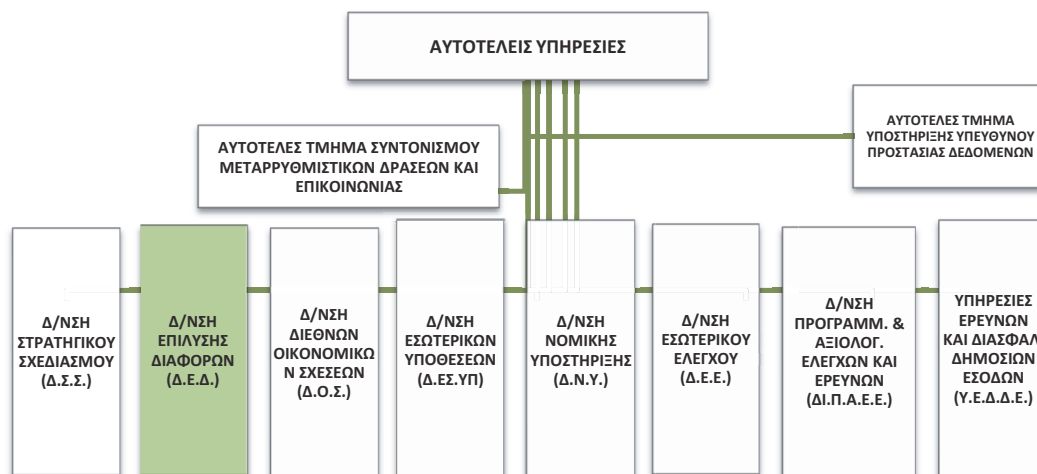 ΑΥΤΟΤΕΛΕΙΣ ΥΠΗΡΕΣΙΕΣ
ΑΥΤΟΤΕΛΕΣ ΤΜΗΜΑ ΣΥΝΤΟΝΙΣΜΟΥ
ΜΕΤΑΡΡΥΘΜΙΣΤΙΚΩΝ ΔΡΑΣΕΩΝ ΚΑΙ
ΕΠΙΚΟΙΝΩΝΙΑΣ
ΑΥΤΟΤΕΛΕΣ ΤΜΗΜΑ
ΥΠΟΣΤΗΡΙΞΗΣ ΥΠΕΥΘΥΝΟΥ
ΠΡΟΣΤΑΣΙΑΣ ΔΕΔΟΜΕΝΩΝ
Δ/ΝΣΗ
ΣΤΡΑΤΗΓΙΚΟΥ
ΣΧΕΔΙΑΣΜΟΥ
(Δ.Σ.Σ.)
Δ/ΝΣΗ
ΕΠΙΛΥΣΗΣ
ΔΙΑΦΟΡΩΝ
(Δ.Ε.Δ.)
Δ/ΝΣΗ
ΔΙΕΘΝΩΝ
ΟΙΚΟΝΟΜΙΚΩ
Ν ΣΧΕΣΕΩΝ
(Δ.Ο.Σ.)
Δ/ΝΣΗ
ΕΣΩΤΕΡΙΚΩΝ
ΥΠΟΘΕΣΕΩΝ
(Δ.ΕΣ.ΥΠ)
Δ/ΝΣΗ
ΝΟΜΙΚΗΣ
ΥΠΟΣΤΗΡΙΞΗΣ
(Δ.Ν.Υ.)
Δ/ΝΣΗ
ΕΣΩΤΕΡΙΚΟΥ
ΕΛΕΓΧΟΥ
(Δ.Ε.Ε.)
Δ/ΝΣΗ
ΠΡΟΓΡΑΜΜ. &
ΑΞΙΟΛΟΓ.
ΕΛΕΓΧΩΝ ΚΑΙ
ΕΡΕΥΝΩΝ
(ΔΙ.Π.Α.Ε.Ε.)
ΥΠΗΡΕΣΙΕΣ
ΕΡΕΥΝΩΝ
ΚΑΙ ΔΙΑΣΦΑΛ
ΔΗΜΟΣΙΩΝ
ΕΣΟΔΩΝ
(Υ.Ε.Δ.Δ.Ε.)